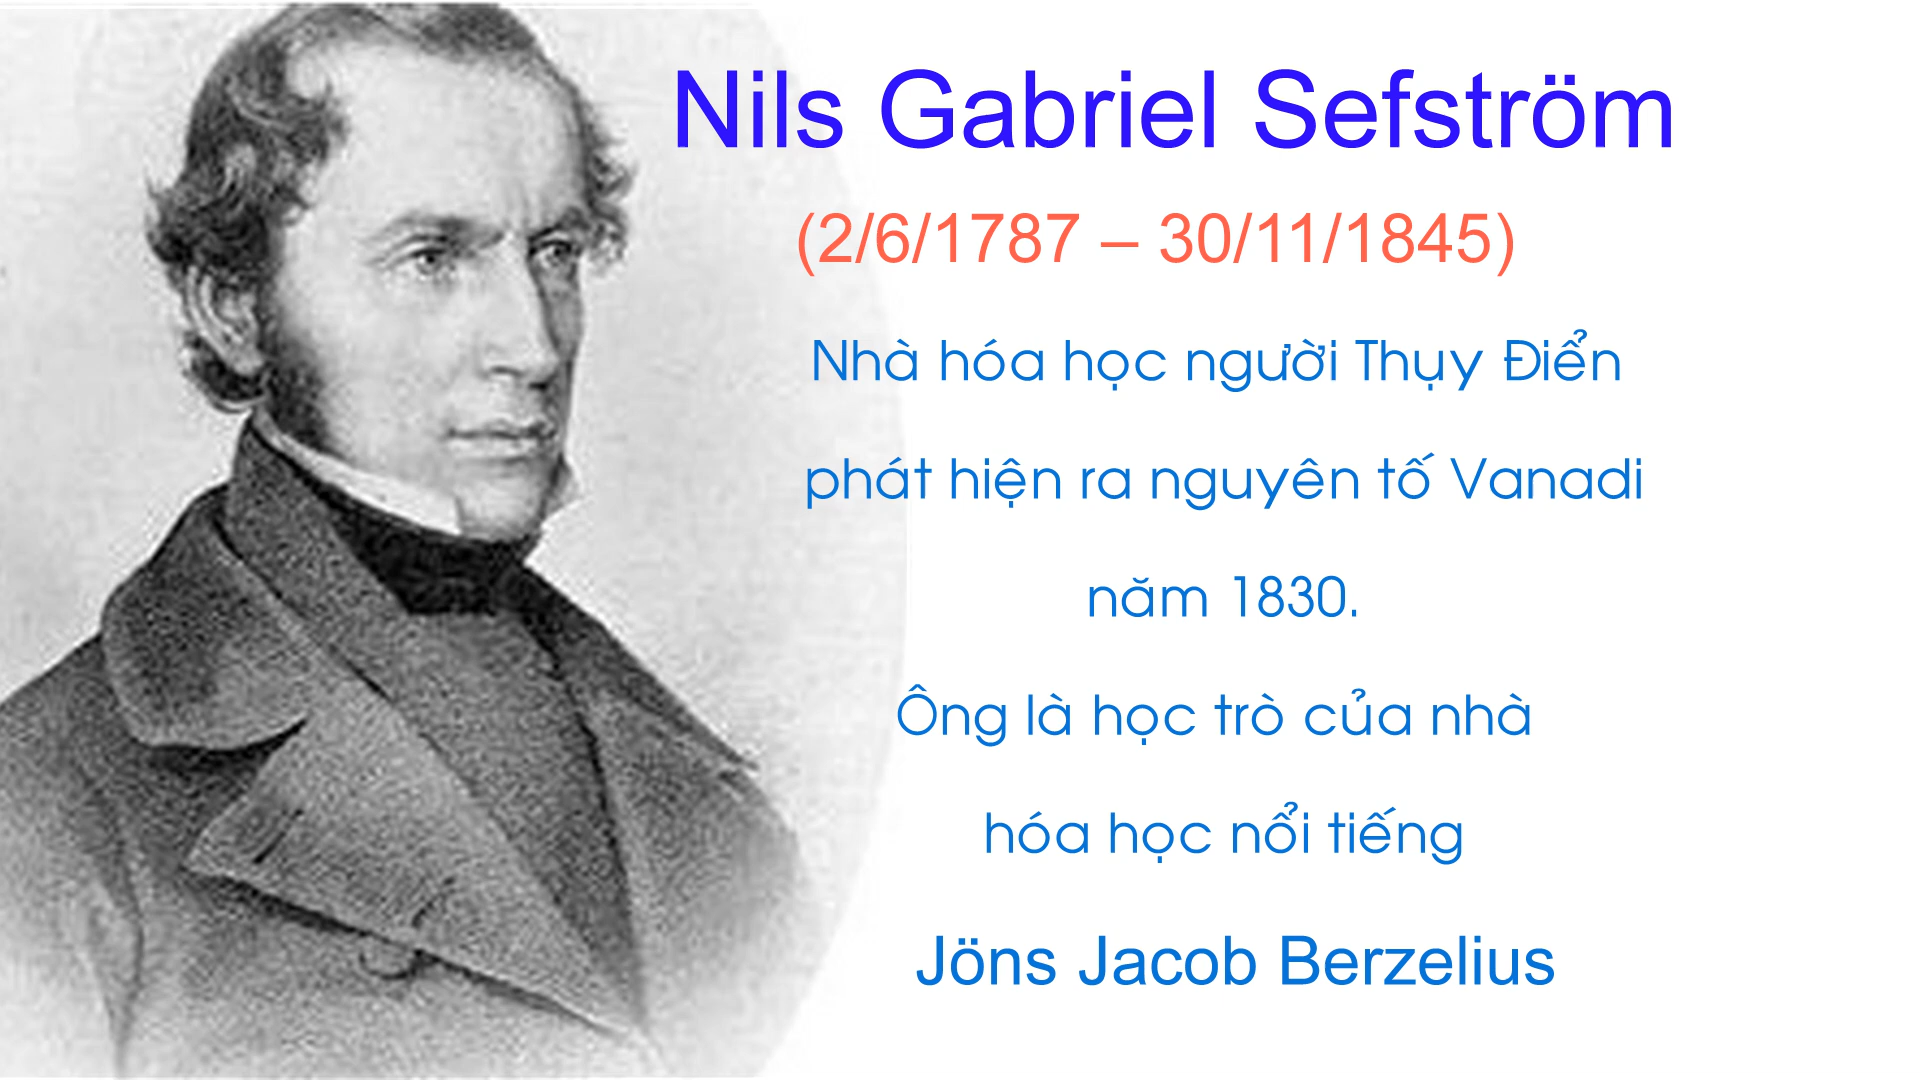 Nils Gabriel Sefström
(2/6/1787 – 30/11/1845)
Nhà hóa học người Thụy Điển
phát hiện ra nguyên tố Vanadi
năm 1830.
Ông là học trò của nhà
hóa học nổi tiếng
Jöns Jacob Berzelius